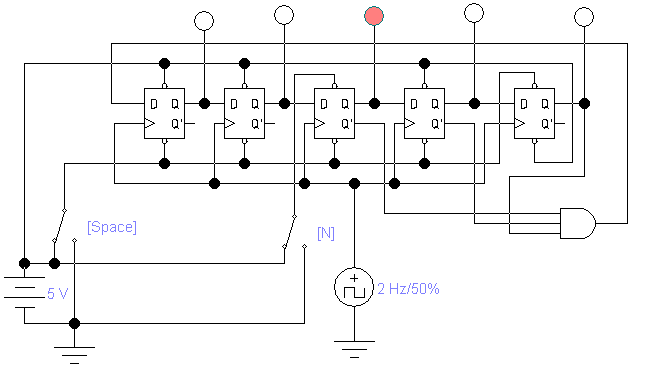 D Q D Q D Q D Q D Q
Q' Q' Q' Q' Q'
[Space]
[N]
5 V
2 Hz/50%